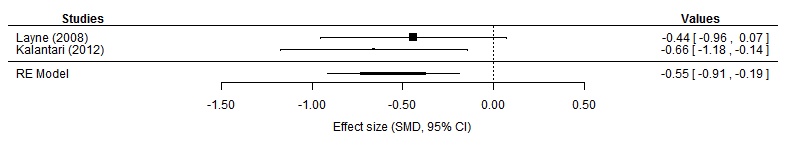 Studies Values
Layne (2008) -0.44 [ -0.96 , 0.07 ]
Kalantari (2012) -0.66 [ -1.18 , -0.14 ]
RE Model -0.55 [ -0.91 , -0.19 ]
-1.50 -1.00 -0.50 0.00 0.50
Effect size (SMD, 95% CI)